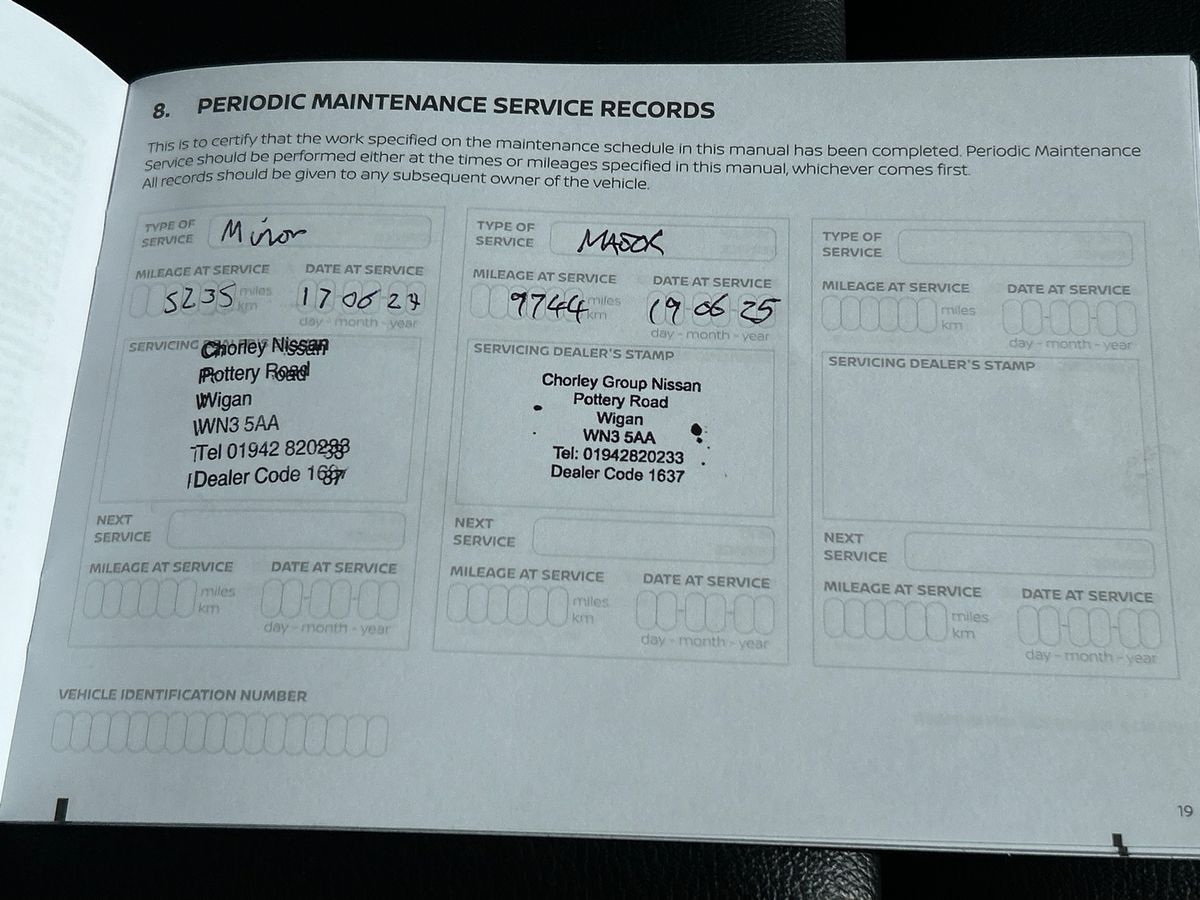 8. PERIODIC MAINTENANCE SERVICE RECORDS
This is to certify that the work specified on the maintenance schedule in this manual has been completed. Periodic Maintenance
Service should be performed either at the times or mileages specified in this manual, whichever comes first.
All records should be given to any subsequent owner of the vehicle.
TYPE OF
SERVICE
Minor
MILEAGE AT SERVICE DATE AT SERVICE
5235 miles
km
17 06 24
day - month - year
SERVICING
Chorley Nissan
Pottery Road
Wigan
WN3 5AA
Tel 01942 820233
Dealer Code 1637
NEXT
SERVICE
MILEAGE AT SERVICE DATE AT SERVICE
miles
km
day - month - year
TYPE OF
SERVICE
MAJOR
MILEAGE AT SERVICE DATE AT SERVICE
9744 miles
km
19-06-25
day - month - year
SERVICING DEALER'S STAMP
Chorley Group Nissan
Pottery Road
Wigan
WN3 5AA
Tel: 01942820233
Dealer Code 1637
NEXT
SERVICE
MILEAGE AT SERVICE DATE AT SERVICE
miles
km
day - month - year
TYPE OF
SERVICE
MILEAGE AT SERVICE DATE AT SERVICE
miles
km
day - month - year
SERVICING DEALER'S STAMP
NEXT
SERVICE
MILEAGE AT SERVICE DATE AT SERVICE
miles
km
day - month - year
VEHICLE IDENTIFICATION NUMBER
19